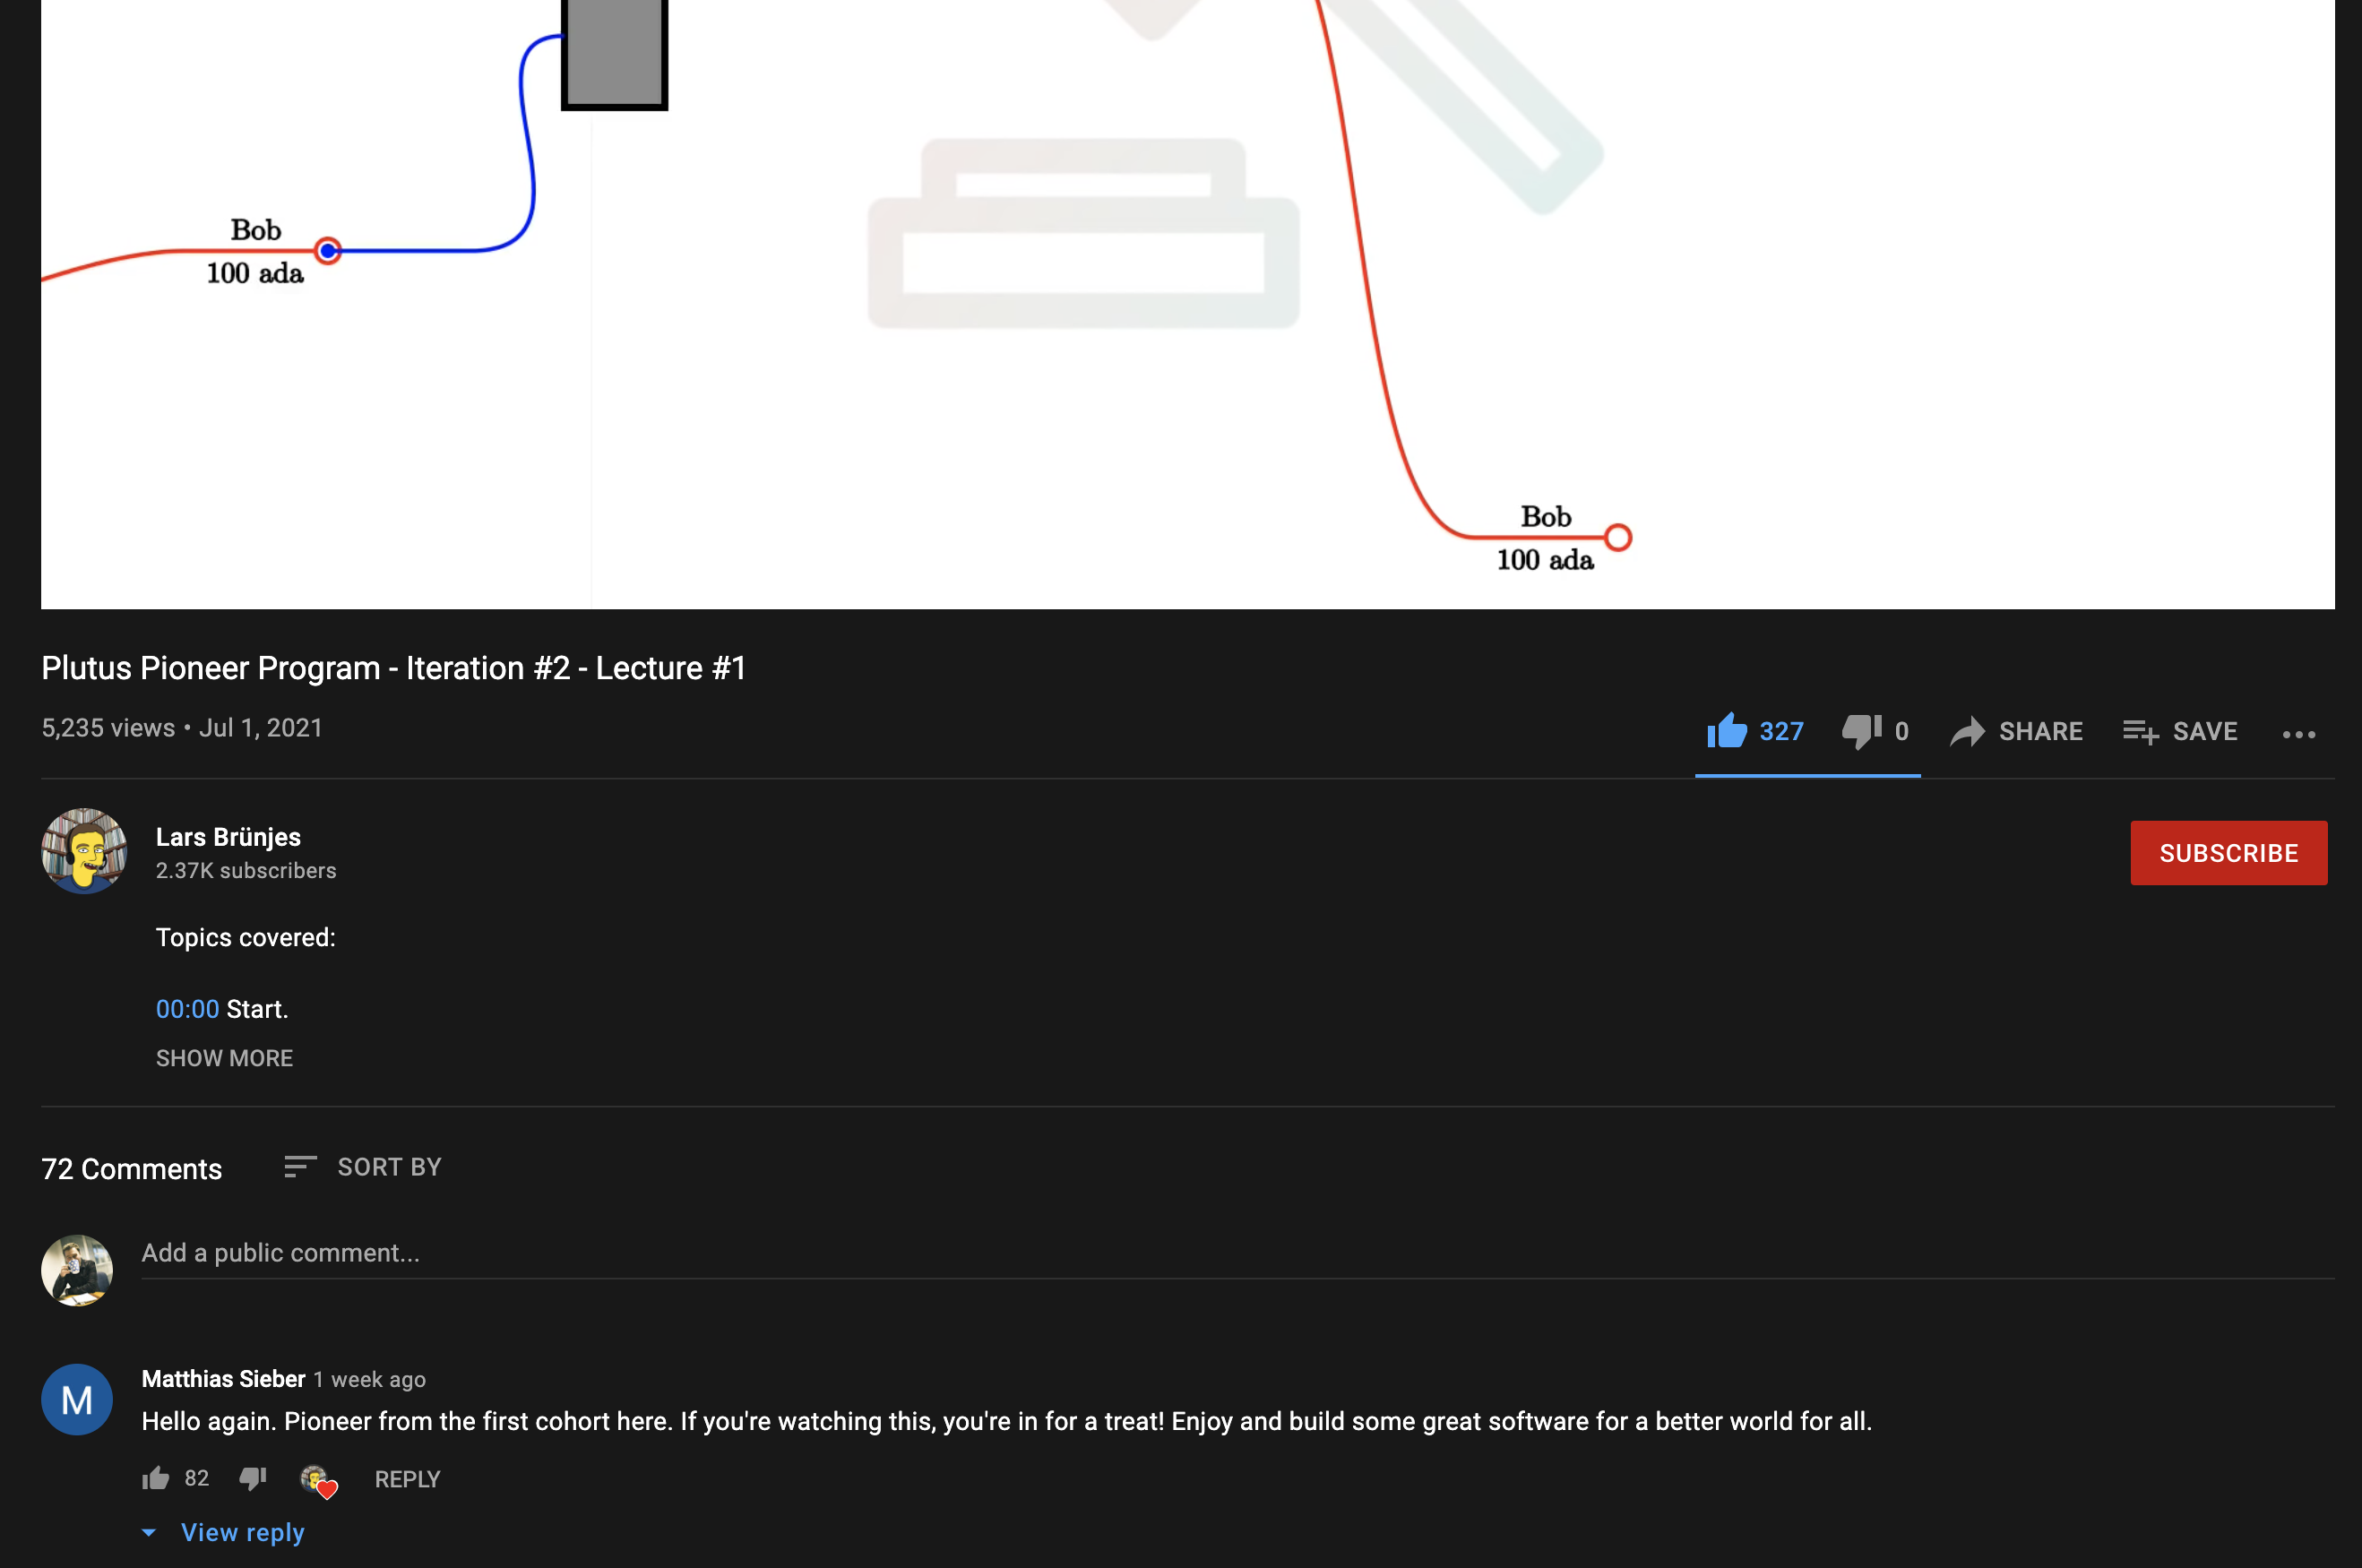 Bob
100 ada
Bob
100 ada
Plutus Pioneer Program - Iteration #2 - Lecture #1
5,235 views • Jul 1, 2021
327 0 SHARE SAVE
Lars Brünjes
2.37K subscribers
SUBSCRIBE
Topics covered:
00:00 Start.
SHOW MORE
72 Comments SORT BY
Add a public comment...
M
Matthias Sieber 1 week ago
Hello again. Pioneer from the first cohort here. If you're watching this, you're in for a treat! Enjoy and build some great software for a better world for all.
82 REPLY
View reply